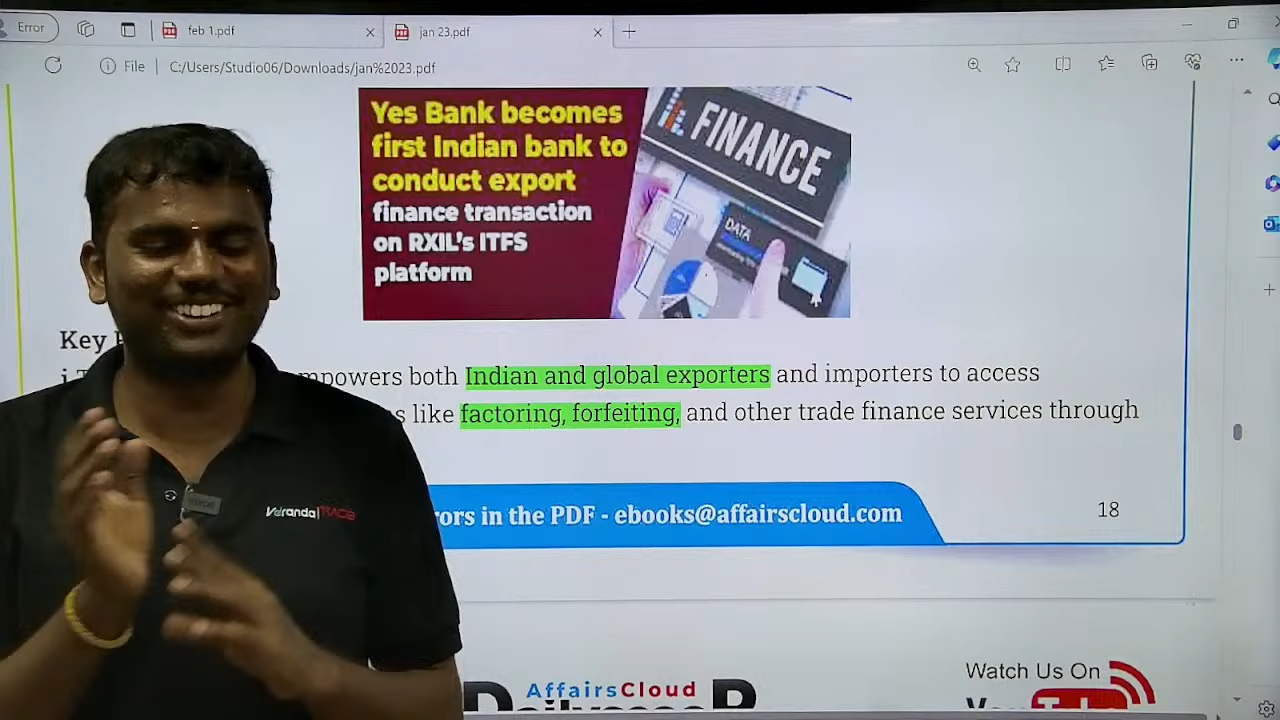 Error
feb 1.pdf
jan 23.pdf
File
C:/Users/Studio06/Downloads/jan%2023.pdf
Yes Bank becomes
first Indian bank to
conduct export
finance transaction
on RXIL's ITFS
platform
FINANCE
DATA
Key
i
mpowers both Indian and global exporters and importers to access
s like factoring, forfeiting, and other trade finance services through
Veranda RACE
rors in the PDF - ebooks@affairscloud.com
18
AffairsCloud
Watch Us On